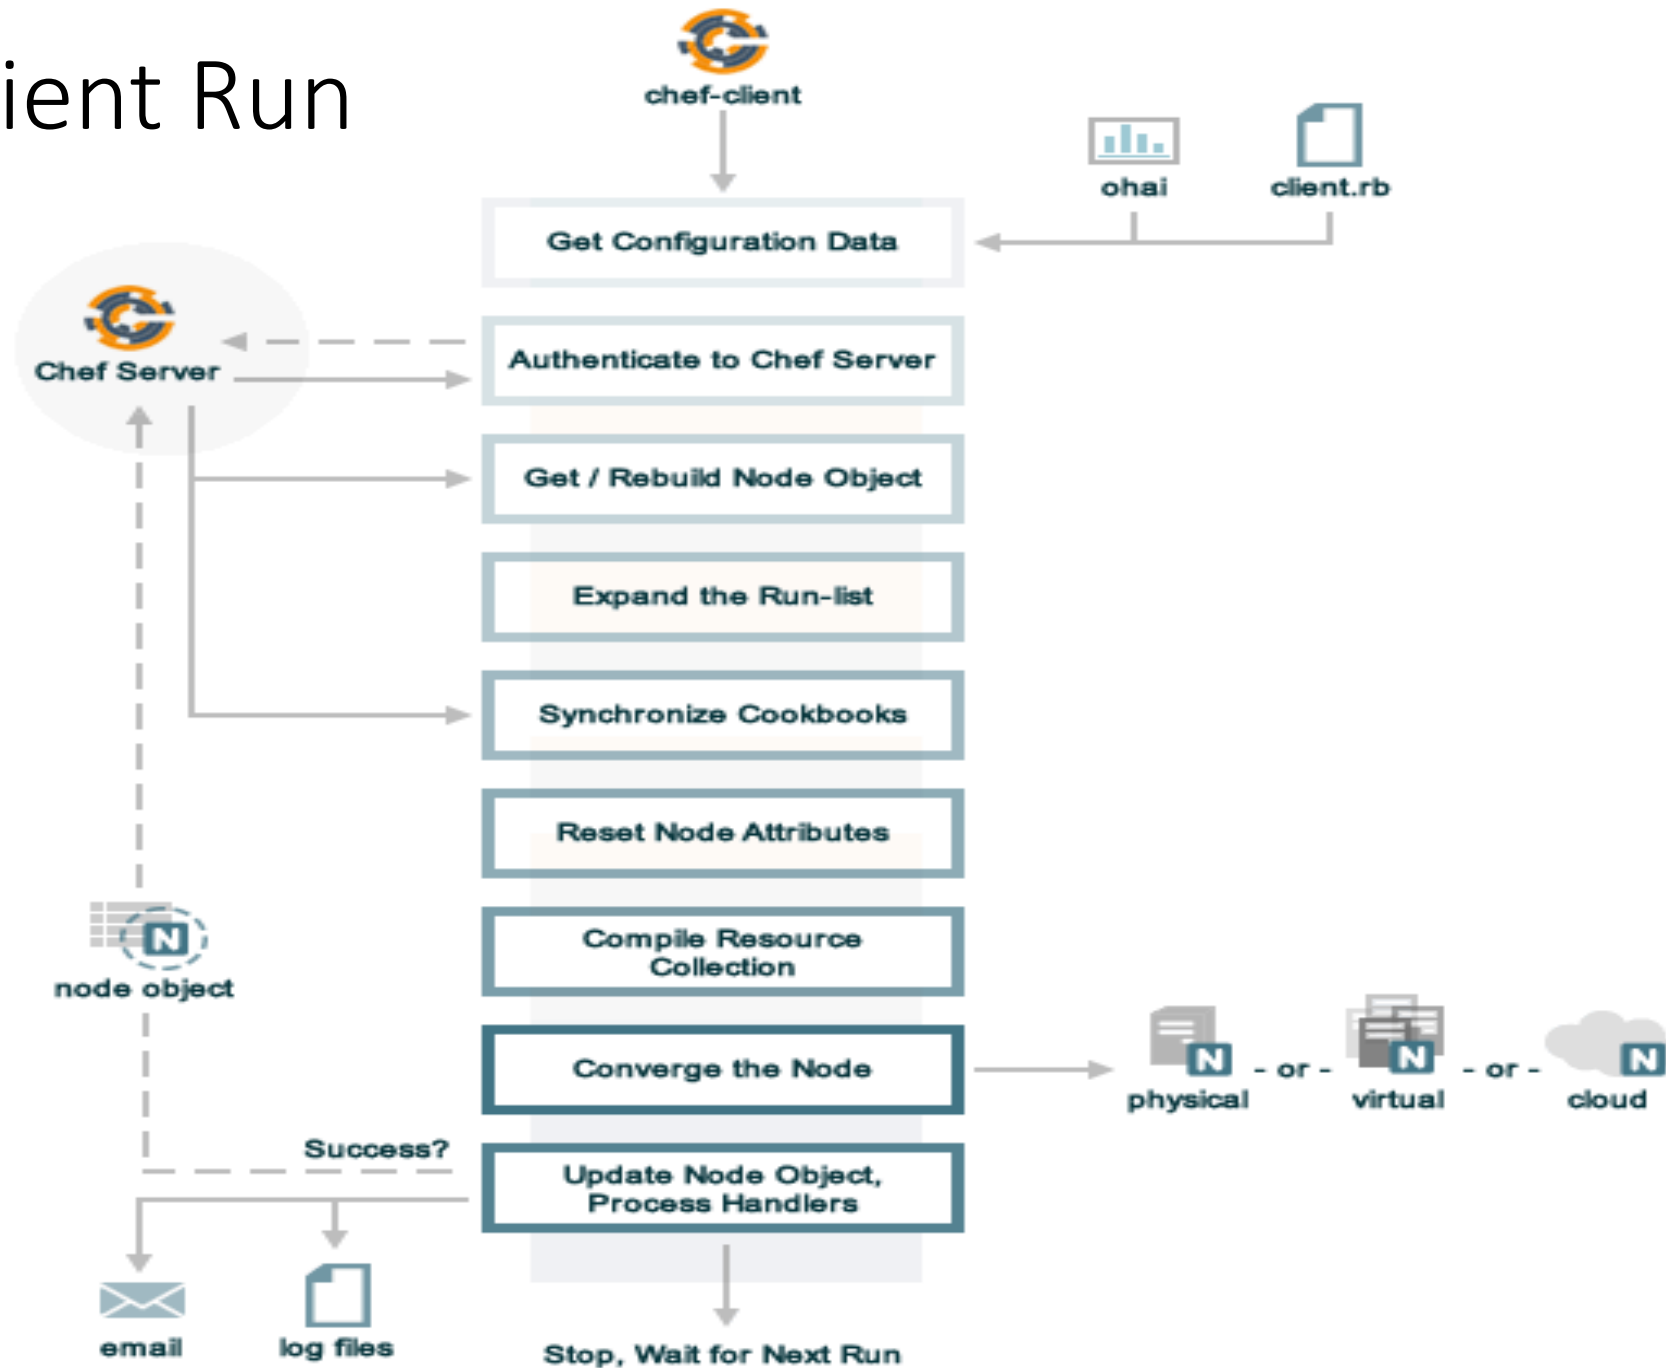 ient Run
chef-client
ohai
client.rb
Get Configuration Data
Chef Server
Authenticate to Chef Server
Get / Rebuild Node Object
Expand the Run-list
Synchronize Cookbooks
Reset Node Attributes
N
node object
Compile Resource
Collection
Converge the Node
N
- or -
N
- or -
N
physical
virtual
cloud
Success?
Update Node Object,
Process Handlers
email
log files
Stop, Wait for Next Run